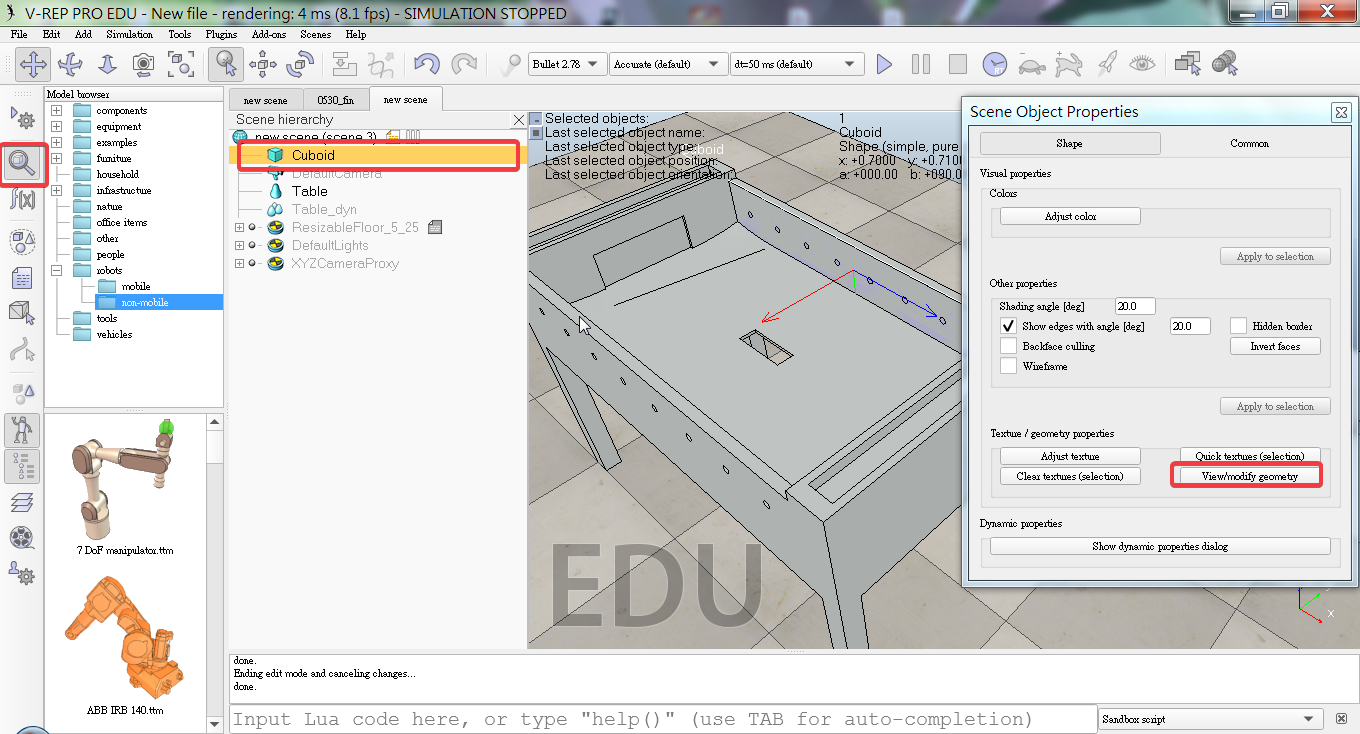 V-REP PRO EDU - New file - rendering: 4 ms (8.1 fps) - SIMULATION STOPPED
File Edit Add Simulation Tools Plugins Add-ons Scenes Help
Bullet 2.78 Accurate (default) dt=50 ms (default)
Model browser
components
equipment
examples
furniture
household
infrastructure
nature
office items
other
people
robots
mobile
non-mobile
tools
vehicles
7 DoF manipulator.ttm
ABB IRB 140.ttm
new scene 0530_fin new scene
Scene hierarchy
new scene (scene 3)
Cuboid
DefaultCamera
Table
Table_dyn
ResizableFloor_5_25
DefaultLights
XYZCameraProxy
Selected objects: 1
Last selected object name: Cuboid
Last selected object type: Shape (simple, pure
Cuboid
Last selected object position: x: +0.7000 y: +0.7100
Last selected object orientation: a: +000.00 b: +090.0
EDU
x
Scene Object Properties
Shape Common
Visual properties
Colors
Adjust color
Apply to selection
Other properties
Shading angle [deg] 20.0
Show edges with angle [deg] 20.0 Hidden border
Backface culling Invert faces
Wireframe
Apply to selection
Texture / geometry properties
Adjust texture Quick textures (selection)
Clear textures (selection) View/modify geometry
Dynamic properties
Show dynamic properties dialog
done.
Ending edit mode and canceling changes...
done.
Input Lua code here, or type "help()" (use TAB for auto-completion) Sandbox script